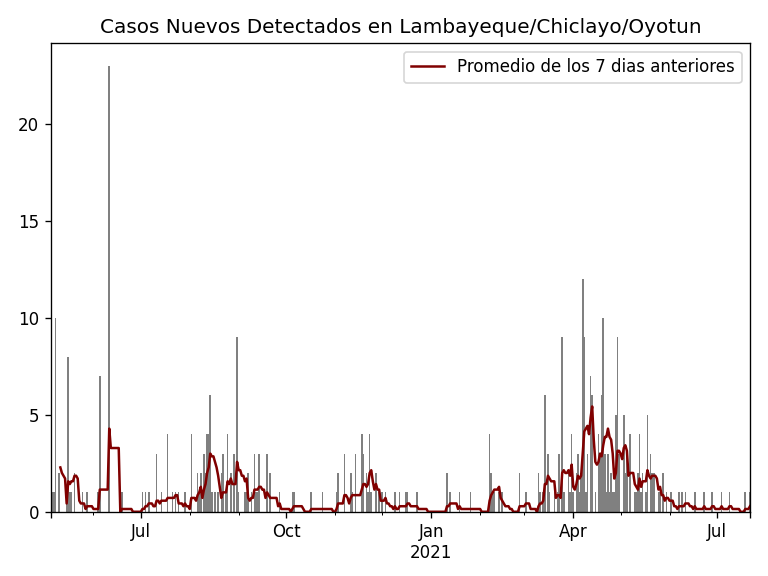 Casos Nuevos Detectados en Lambayeque/Chiclayo/Oyotun
Promedio de los 7 dias anteriores
20
15
10
5
0
Jul
Oct
Jan
2021
Apr
Jul